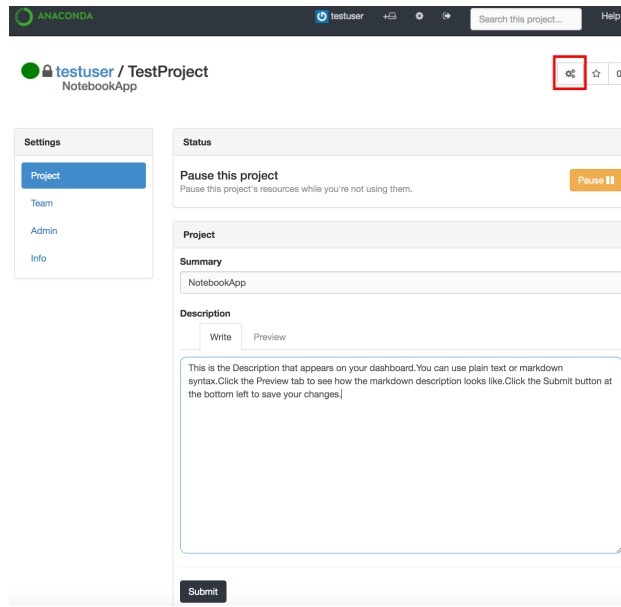 ANACONDA
testuser
Search this project...
Help
testuser / TestProject
0
NotebookApp
Settings
Project
Team
Admin
Info
Status
Pause this project
Pause this project's resources while you're not using them.
Pause
Project
Summary
NotebookApp
Description
Write
Preview
This is the Description that appears on your dashboard.You can use plain text or markdown
syntax.Click the Preview tab to see how the markdown description looks like.Click the Submit button at
the bottom left to save your changes.
Submit